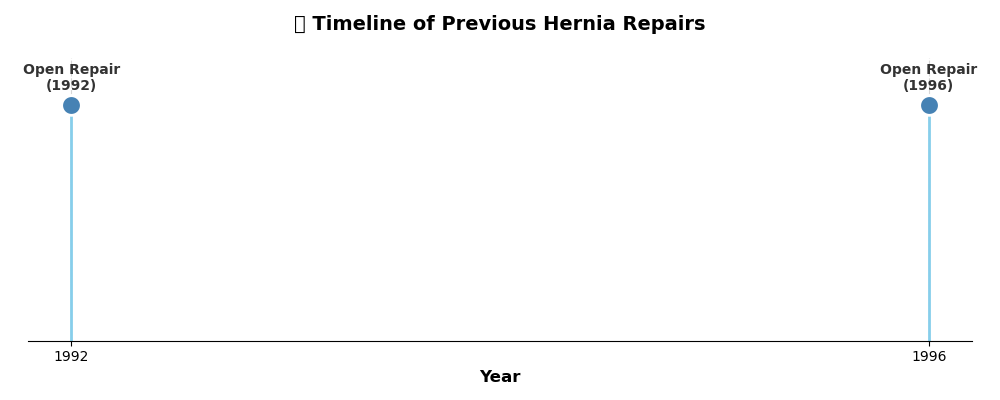 Timeline of Previous Hernia Repairs
Open Repair
(1992)
Open Repair
(1996)
1992
1996
Year